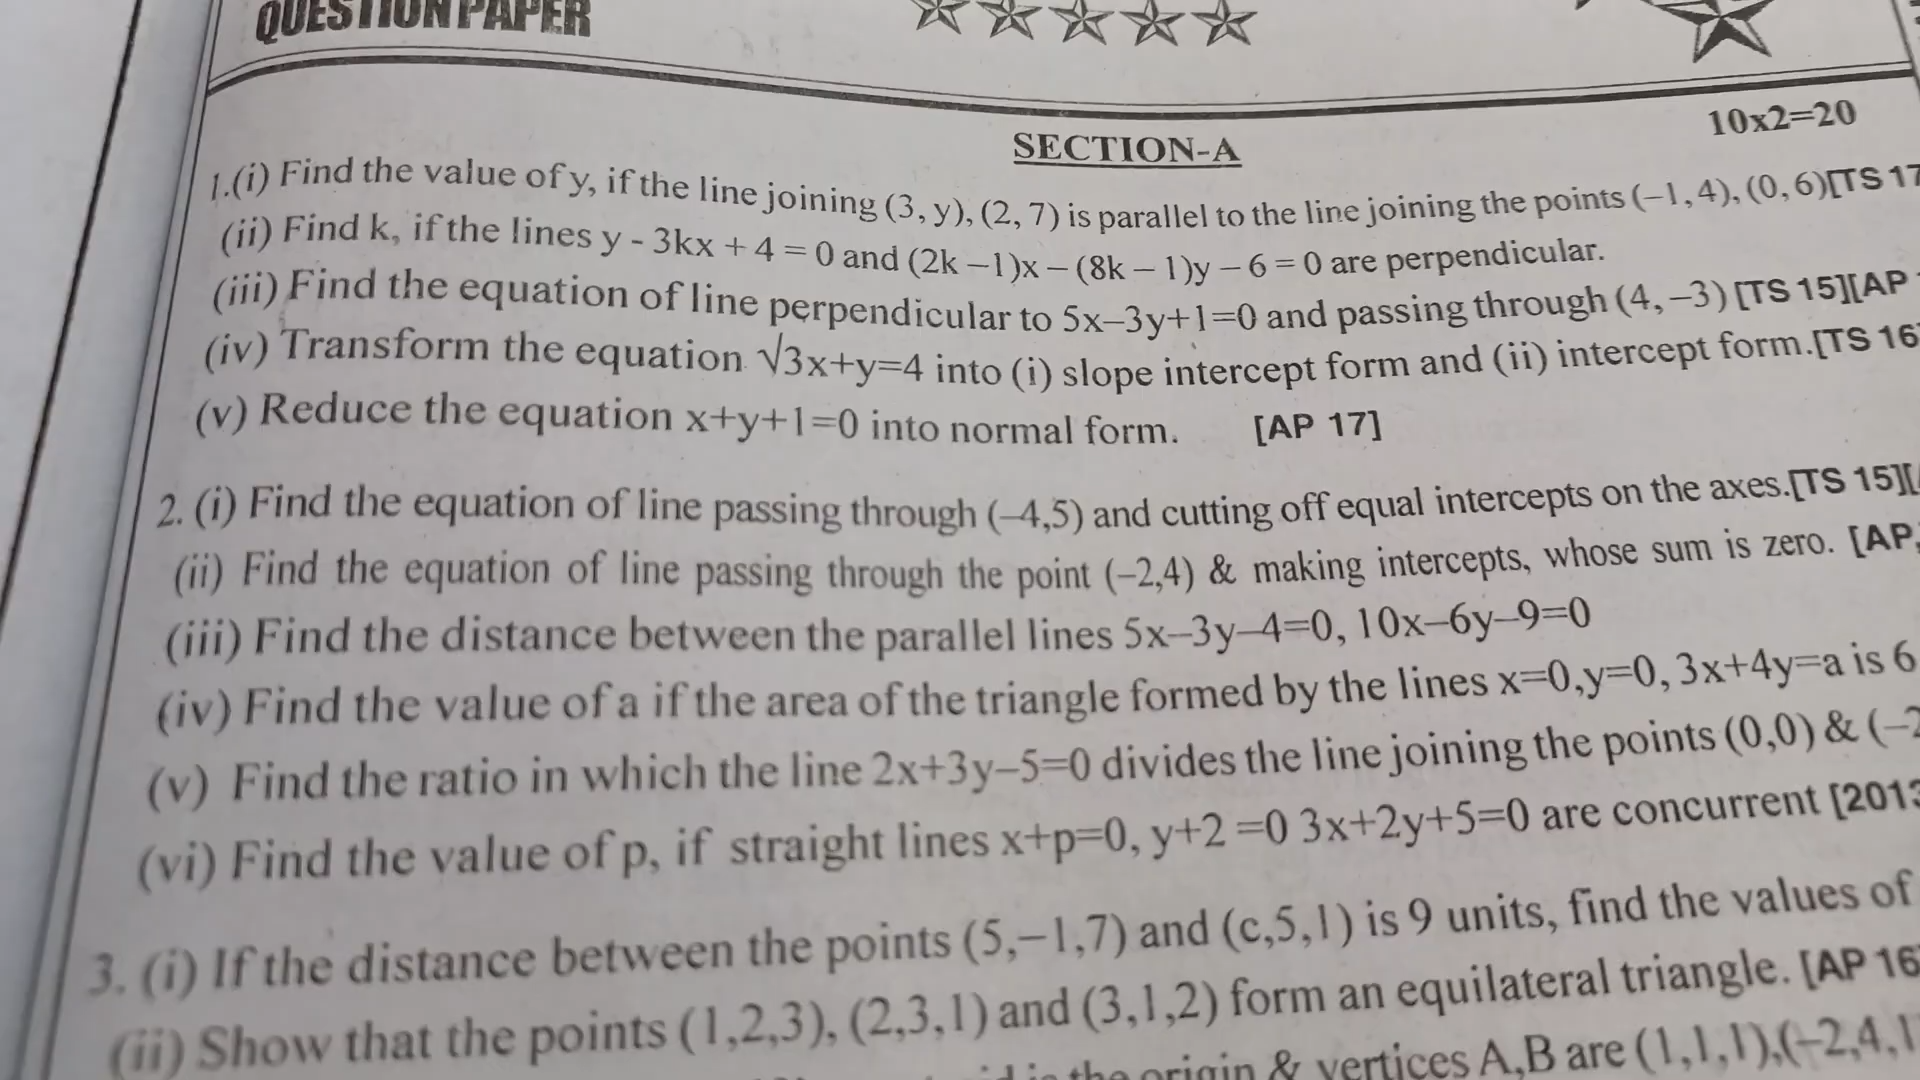 QUESTION PAPER
10x2=20
SECTION-A
1.(i) Find the value of y, if the line joining (3, y), (2, 7) is parallel to the line joining the points (−1, 4), (0, 6)[TS 17
(ii) Find k, if the lines y - 3kx + 4 = 0 and (2k −1)x − (8k − 1)y − 6 = 0 are perpendicular.
(iii) Find the equation of line perpendicular to 5x−3y+1=0 and passing through (4, −3) [TS 15][AP
(iv) Transform the equation √3x+y=4 into (i) slope intercept form and (ii) intercept form.[TS 16
(v) Reduce the equation x+y+1=0 into normal form. [AP 17]
2. (i) Find the equation of line passing through (−4,5) and cutting off equal intercepts on the axes.[TS 15][
(ii) Find the equation of line passing through the point (−2,4) & making intercepts, whose sum is zero. [AP,
(iii) Find the distance between the parallel lines 5x−3y−4=0, 10x−6y−9=0
(iv) Find the value of a if the area of the triangle formed by the lines x=0,y=0, 3x+4y=a is 6
(v) Find the ratio in which the line 2x+3y−5=0 divides the line joining the points (0,0) & (−2
(vi) Find the value of p, if straight lines x+p=0, y+2 =0 3x+2y+5=0 are concurrent [2013
3. (i) If the distance between the points (5,−1,7) and (c,5,1) is 9 units, find the values of
(ii) Show that the points (1,2,3), (2,3,1) and (3,1,2) form an equilateral triangle. [AP 16
the origin & vertices A,B are (1,1,1),(−2,4,1